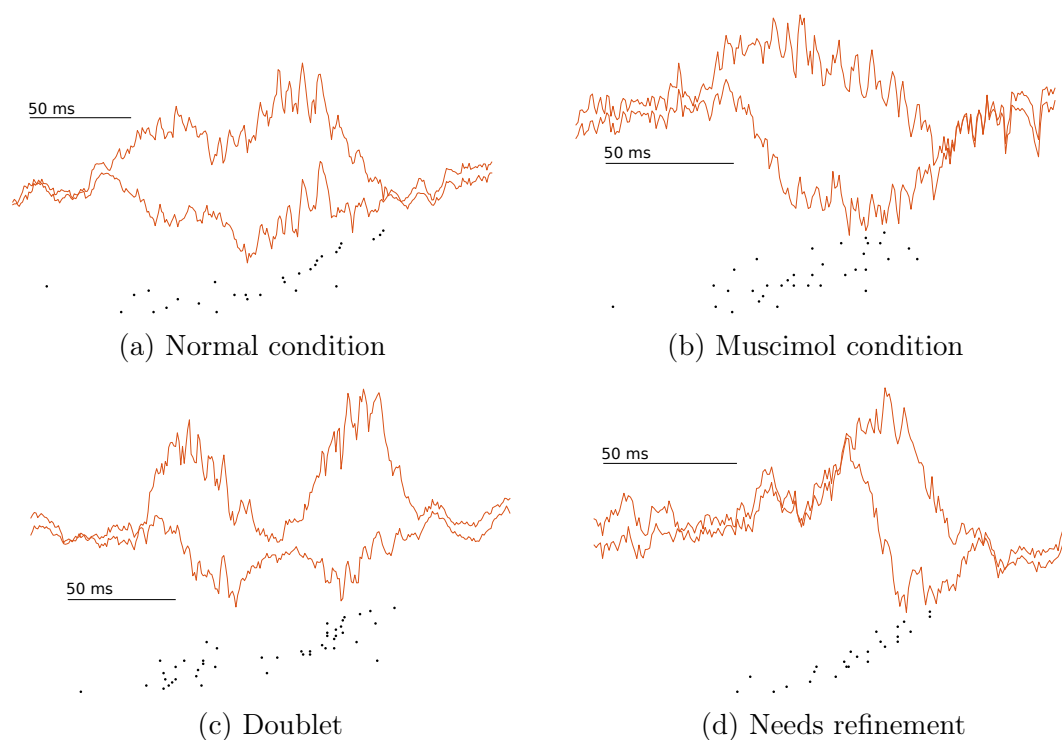 50 ms
50 ms
(a) Normal condition
(b) Muscimol condition
50 ms
50 ms
(c) Doublet
(d) Needs refinement